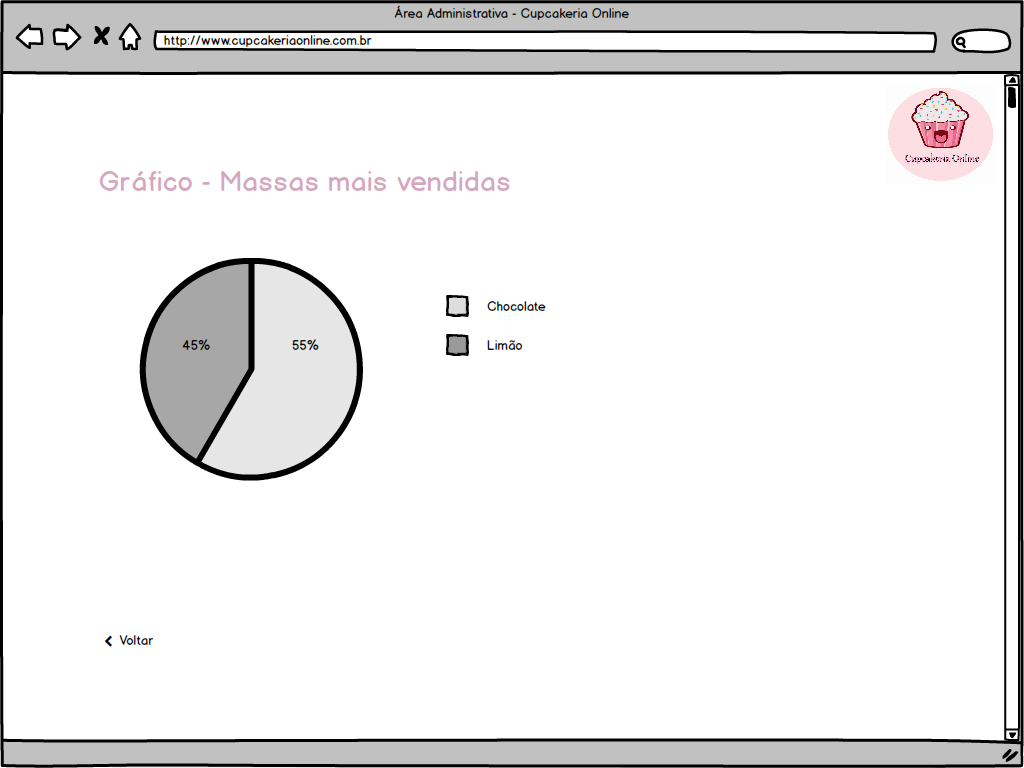 Área Administrativa - Cupcakeria Online
http://www.cupcakeriaonline.com.br
Cupcakeria Online
Gráfico - Massas mais vendidas
45%
55%
Chocolate
Limão
Voltar